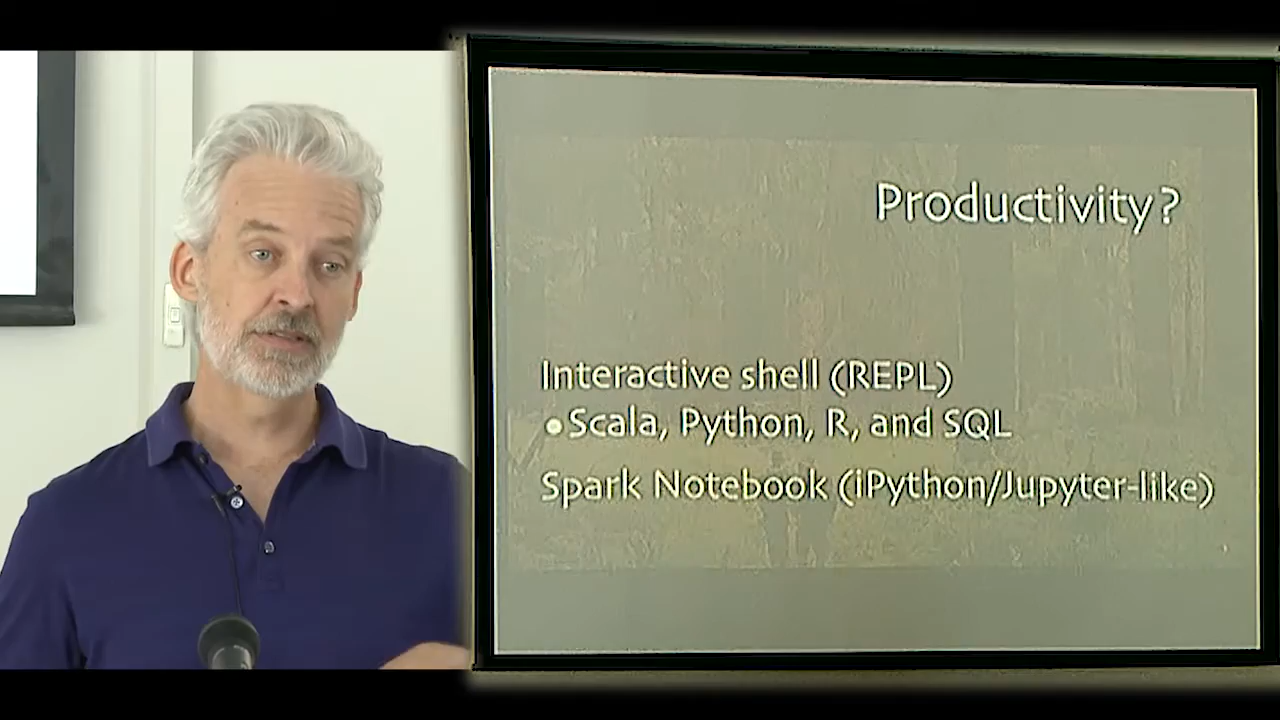 Productivity?
Interactive shell (REPL)
•Scala, Python, R, and SQL
Spark Notebook (iPython/Jupyter-like)